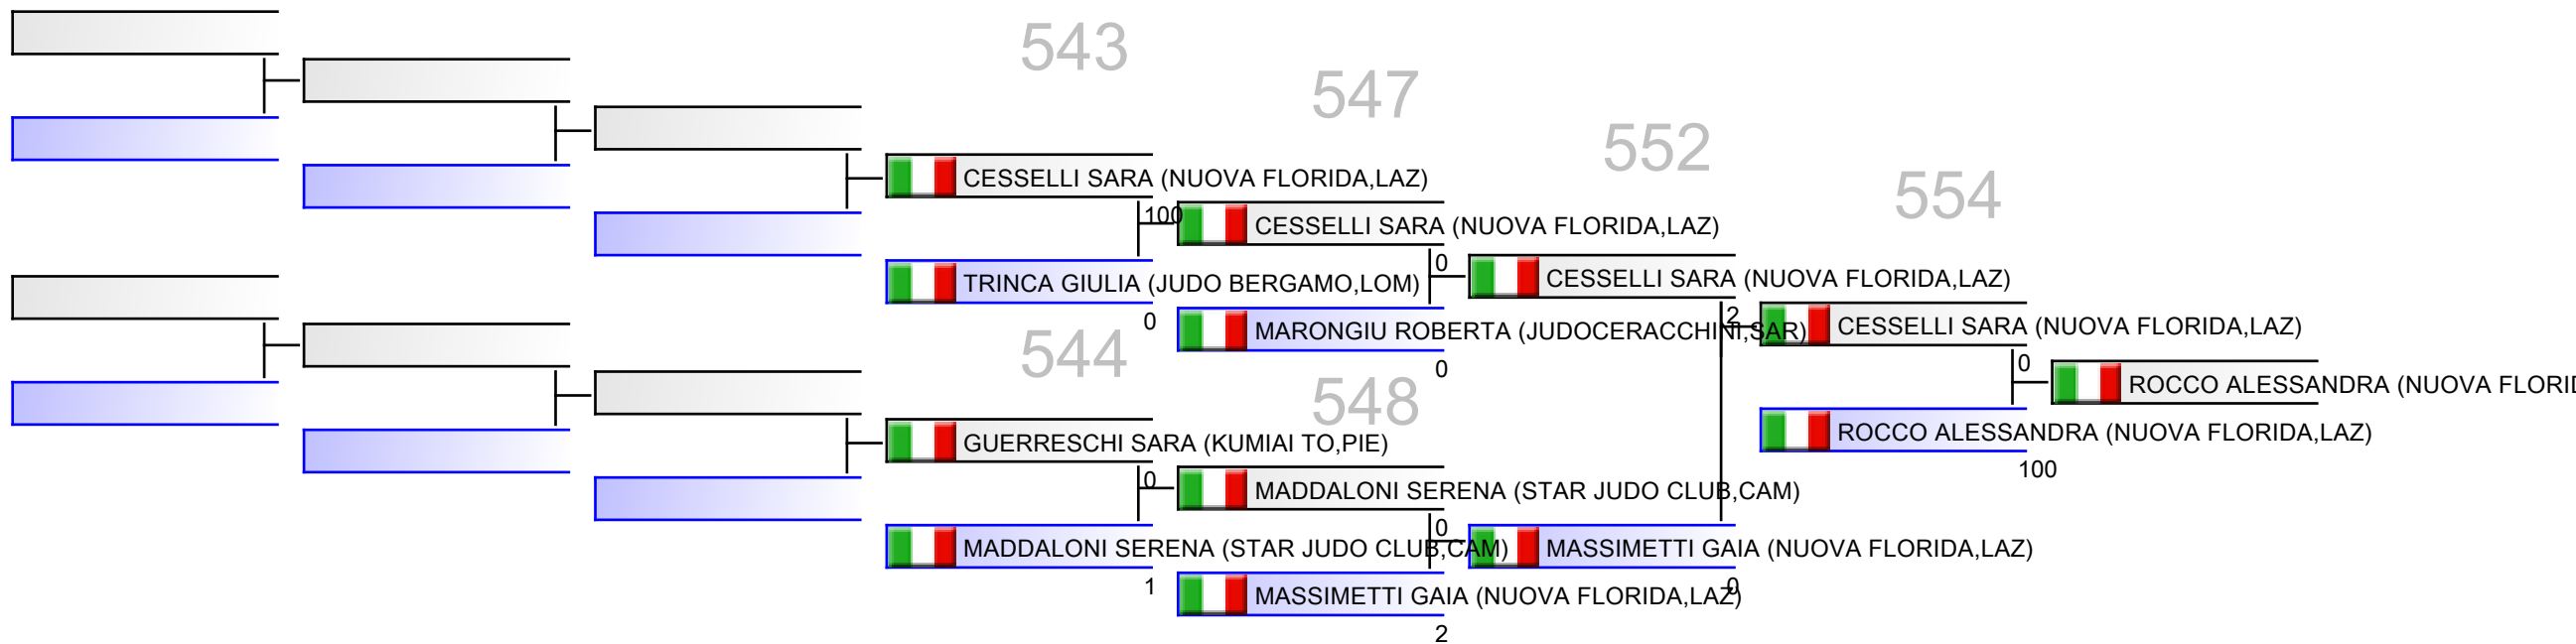 543
547
552
554
CESSELLI SARA (NUOVA FLORIDA,LAZ)
100
CESSELLI SARA (NUOVA FLORIDA,LAZ)
0
CESSELLI SARA (NUOVA FLORIDA,LAZ)
TRINCA GIULIA (JUDO BERGAMO,LOM)
0
2
CESSELLI SARA (NUOVA FLORIDA,LAZ)
MARONGIU ROBERTA (JUDOCERACCHINI,SAR)
0
544
548
0
ROCCO ALESSANDRA (NUOVA FLORID
ROCCO ALESSANDRA (NUOVA FLORIDA,LAZ)
100
GUERRESCHI SARA (KUMIAI TO,PIE)
0
MADDALONI SERENA (STAR JUDO CLUB,CAM)
0
MADDALONI SERENA (STAR JUDO CLUB,CAM)
1
MASSIMETTI GAIA (NUOVA FLORIDA,LAZ)
0
MASSIMETTI GAIA (NUOVA FLORIDA,LAZ)
2